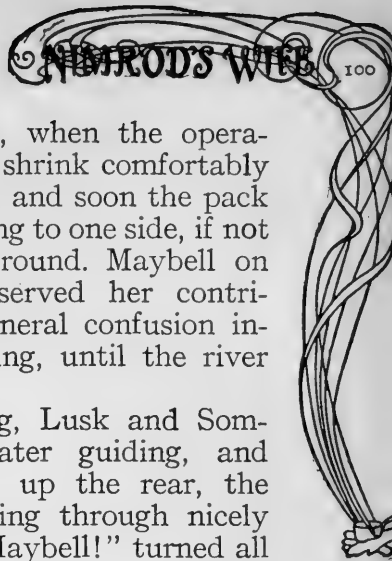 NIMROD'S WIFE 100
, when the opera-
shrink comfortably
and soon the pack
ng to one side, if not
round. Maybell on
served her contri-
neral confusion in-
ing, until the river
g, Lusk and Som-
ater guiding, and
up the rear, the
ing through nicely
Maybell!" turned all